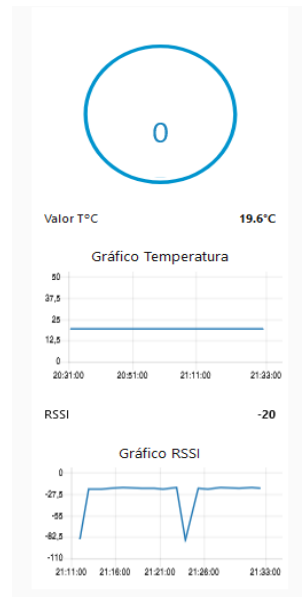 0
Valor TºC 19.6°C
Gráfico Temperatura
50
37,5
25
12,5
0
20:31:00 20:51:00 21:11:00 21:33:00
RSSI -20
Gráfico RSSI
0
-27,5
-55
-82,5
-110
21:11:00 21:16:00 21:21:00 21:26:00 21:33:00